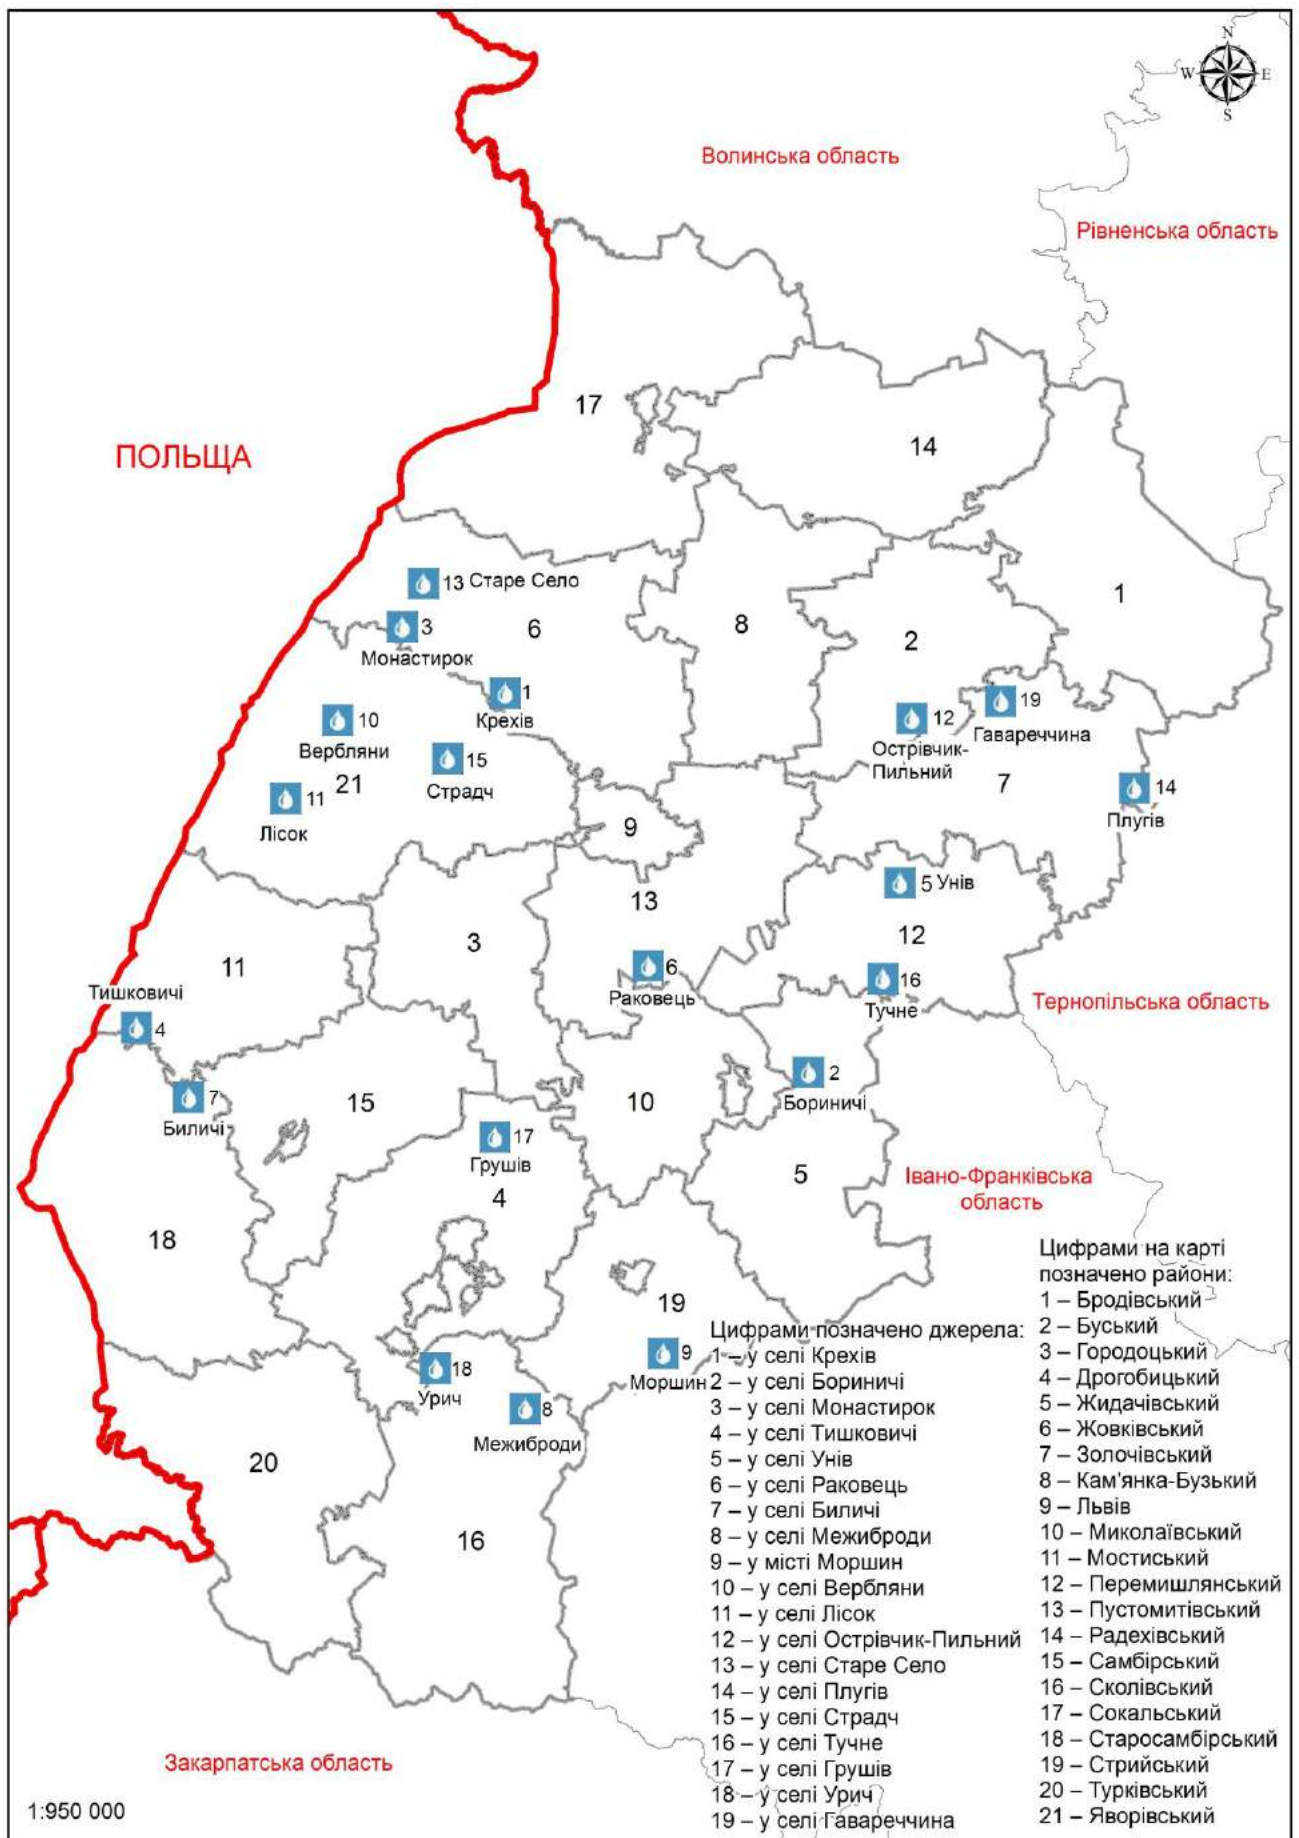 N
W E
S
Волинська область
Рівненська область
17
ПОЛЬЩА
14
13 Старе Село
1
3
6
8
2
Монастирок
1
Крехів
19
Гавареччина
10
Вербляни
12
Острівчик-
Пильний
15
Страдч
21
7
11
Лісок
14
Плугів
9
5 Унів
13
3
12
11
6
Раковець
16
Тучне
Тернопільська область
Тишковичі
4
2
Бориничі
7
Биличі
15
10
17
Грушів
5
Івано-Франківська
область
4
18
19
9
Моршин
18
Урич
8
Межиброди
20
16
Закарпатська область
1:950 000
Цифрами позначено джерела:
1 – у селі Крехів
2 – у селі Бориничі
3 – у селі Монастирок
4 – у селі Тишковичі
5 – у селі Унів
6 – у селі Раковець
7 – у селі Биличі
8 – у селі Межиброди
9 – у місті Моршин
10 – у селі Вербляни
11 – у селі Лісок
12 – у селі Острівчик-Пильний
13 – у селі Старе Село
14 – у селі Плугів
15 – у селі Страдч
16 – у селі Тучне
17 – у селі Грушів
18 – у селі Урич
19 – у селі Гавареччина
Цифрами на карті
позначено райони:
1 – Бродівський
2 – Буський
3 – Городоцький
4 – Дрогобицький
5 – Жидачівський
6 – Жовківський
7 – Золочівський
8 – Кам'янка-Бузький
9 – Львів
10 – Миколаївський
11 – Мостиський
12 – Перемишлянський
13 – Пустомитівський
14 – Радехівський
15 – Самбірський
16 – Сколівський
17 – Сокальський
18 – Старосамбірський
19 – Стрийський
20 – Турківський
21 – Яворівський